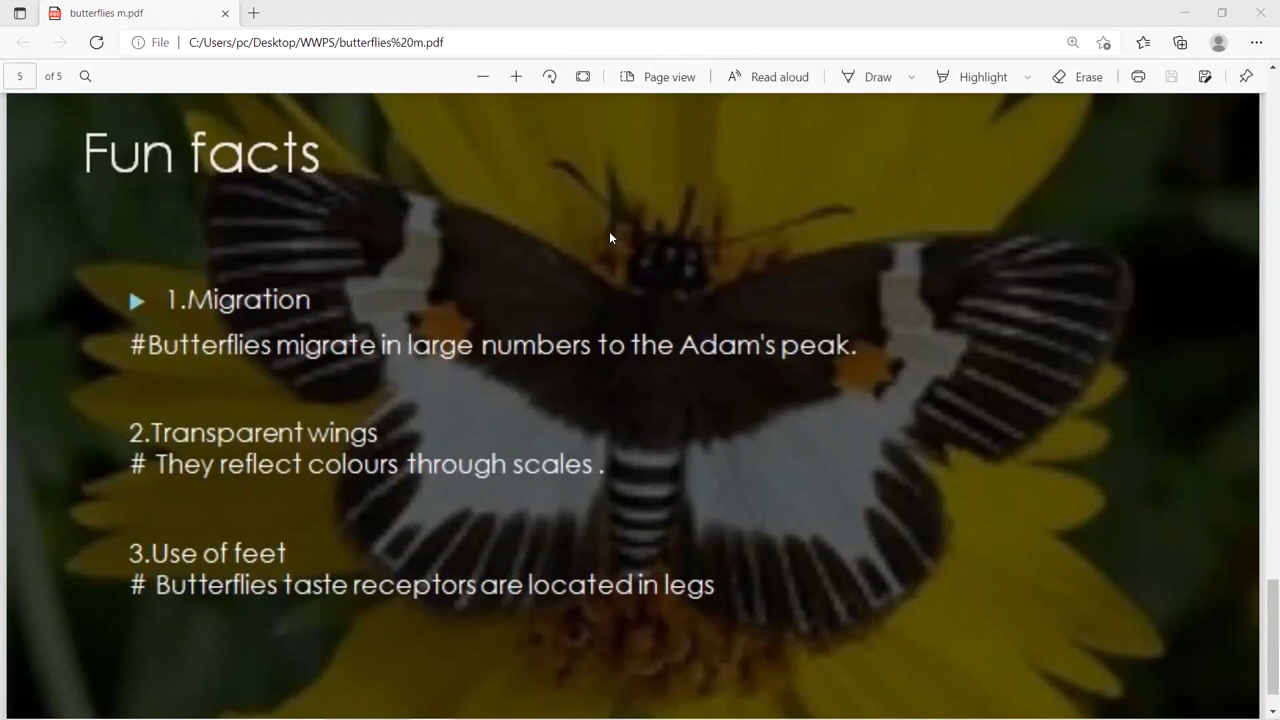 butterflies m.pdf
File C:/Users/pc/Desktop/WWPS/butterflies%20m.pdf
5 of 5 Page view Read aloud Draw Highlight Erase
Fun facts
1.Migration
#Butterflies migrate in large numbers to the Adam's peak.
2.Transparent wings
# They reflect colours through scales .
3.Use of feet
# Butterflies taste receptors are located in legs